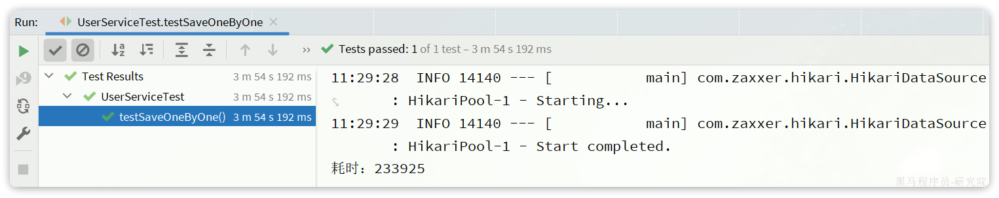 Run: UserServiceTest.testSaveOneByOne
Tests passed: 1 of 1 test – 3 m 54 s 192 ms
Test Results 3 m 54 s 192 ms
UserServiceTest 3 m 54 s 192 ms
testSaveOneByOne() 3 m 54 s 192 ms
11:29:28  INFO 14140 --- [           main] com.zaxxer.hikari.HikariDataSource
: HikariPool-1 - Starting...
11:29:29  INFO 14140 --- [           main] com.zaxxer.hikari.HikariDataSource
: HikariPool-1 - Start completed.
耗时：233925
黑马程序员-研究院